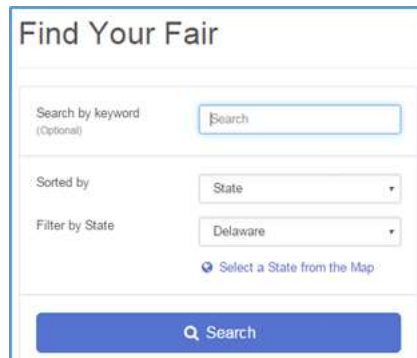 Find Your Fair
Search by keyword
(Optional)
Search
Sorted by
State
Filter by State
Delaware
Select a State from the Map
Search